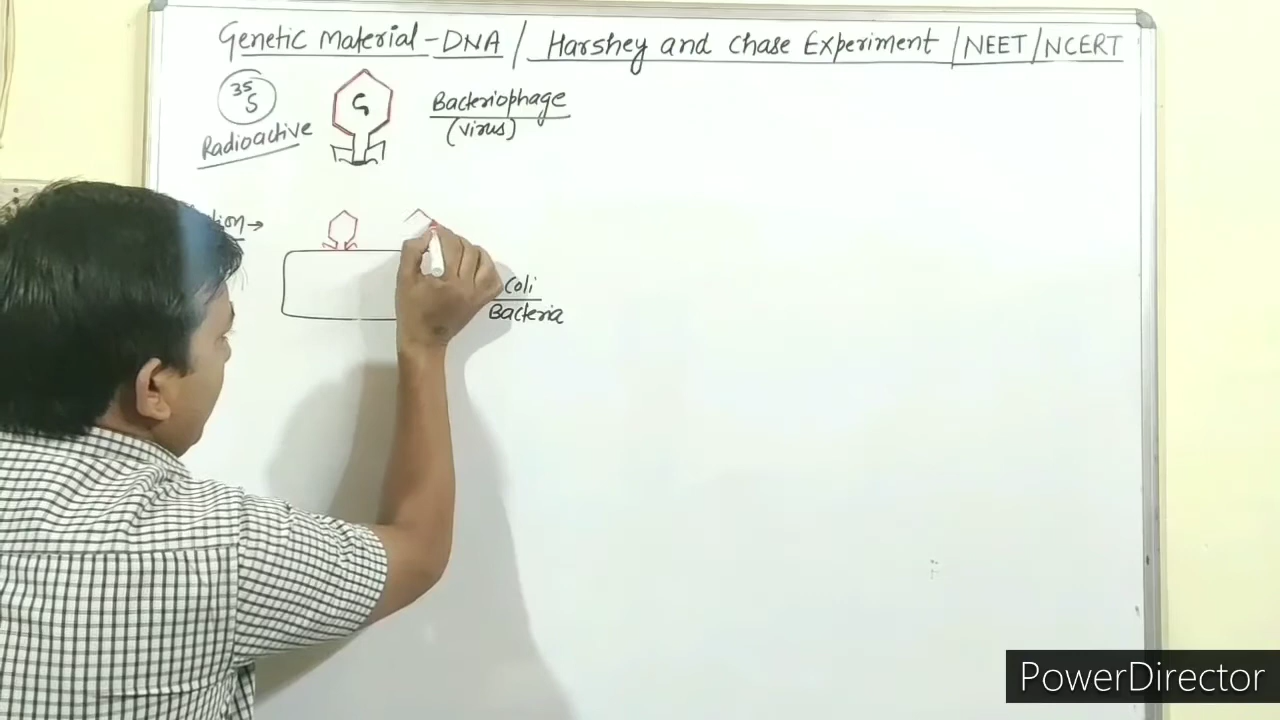 Genetic Material - DNA / Harshey and Chase Experiment / NEET / NCERT
35
S
Radioactive
Bacteriophage
(virus)
Coli
Bacteria
PowerDirector